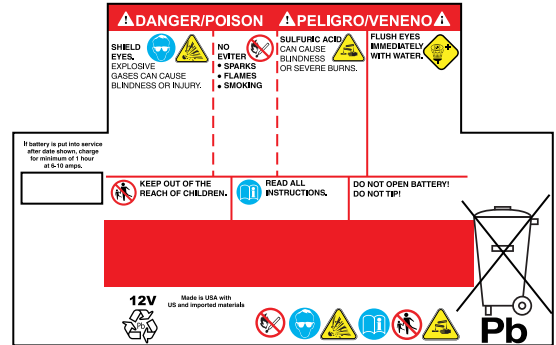 DANGER/POISON
PELIGRO/VENENO
SHIELD
EYES.
EXPLOSIVE
GASES CAN CAUSE
BLINDNESS OR INJURY.
NO
EVITER
• SPARKS
• FLAMES
• SMOKING
SULFURIC ACID
CAN CAUSE
BLINDNESS
OR SEVERE BURNS.
FLUSH EYES
IMMEDIATELY
WITH WATER.
If battery is put into service
after date shown, charge
for minimum of 1 hour
at 6-10 amps.
KEEP OUT OF THE
REACH OF CHILDREN.
READ ALL
INSTRUCTIONS.
DO NOT OPEN BATTERY!
DO NOT TIP!
12V
Pb
Made is USA with
US and imported materials
Pb